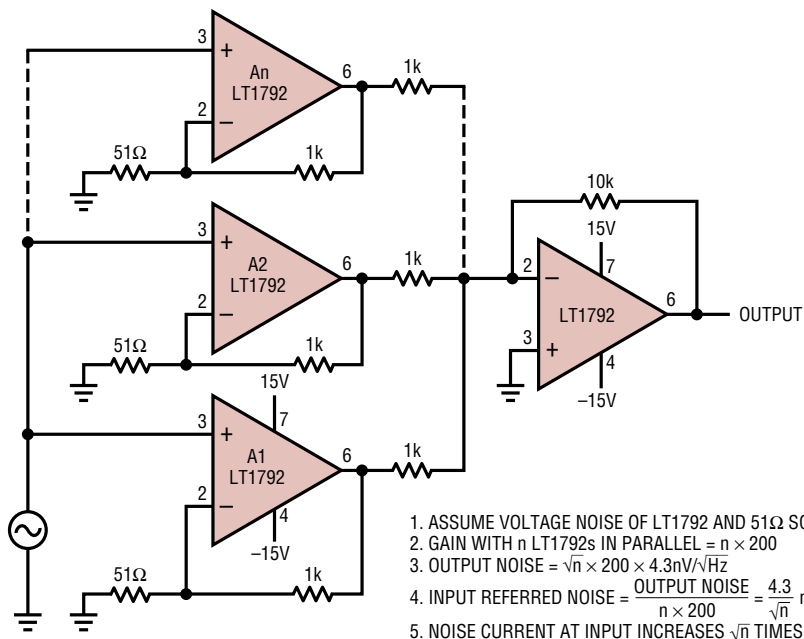 3
+
An
LT1792
6
1k
2
−
51Ω
1k
3
+
A2
LT1792
6
1k
2
−
51Ω
1k
10k
15V
2
−
7
LT1792
6
OUTPUT
3
+
4
−15V
15V
3
+
7
A1
LT1792
6
1k
2
−
4
−15V
51Ω
1k
1. ASSUME VOLTAGE NOISE OF LT1792 AND 51Ω
2. GAIN WITH n LT1792s IN PARALLEL = n × 200
3. OUTPUT NOISE = √n × 200 × 4.3nV/√Hz
4. INPUT REFERRED NOISE = OUTPUT NOISE / n × 200 = 4.3 / √n
5. NOISE CURRENT AT INPUT INCREASES √n TIMES